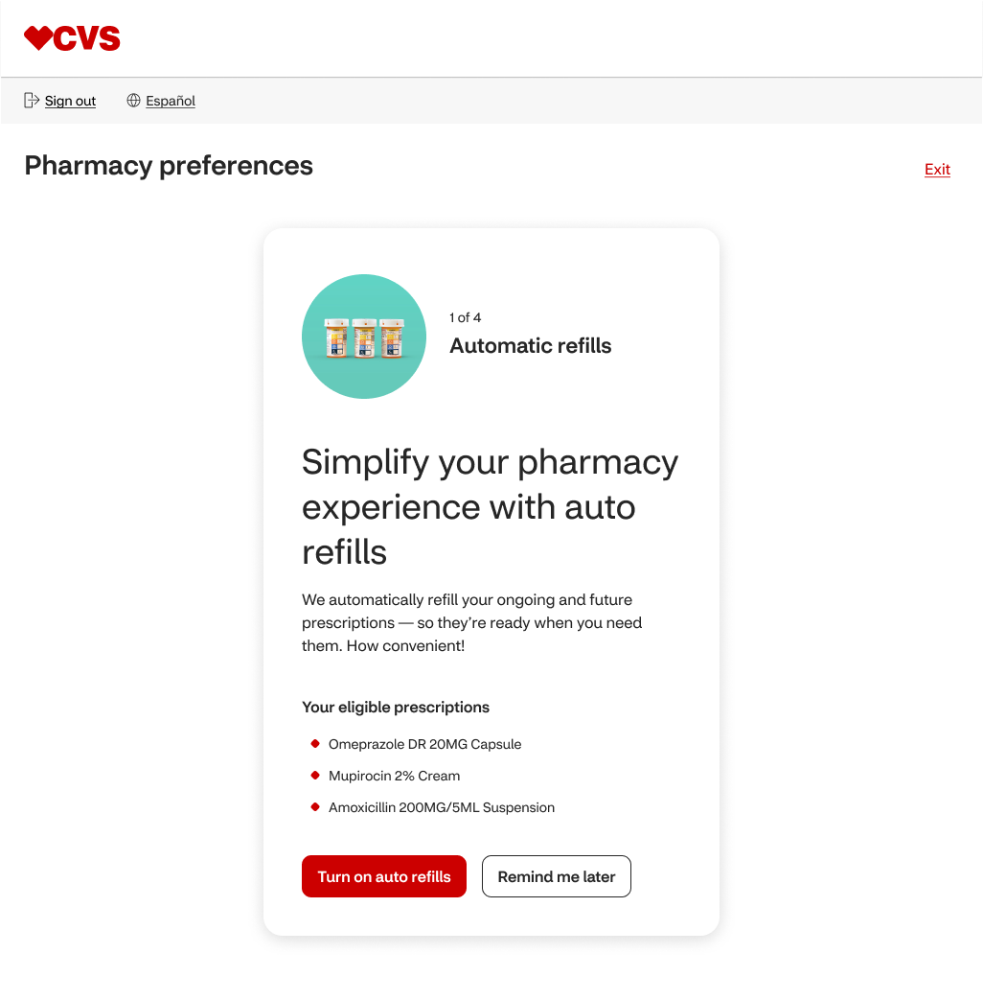 CVS
Sign out Español
Pharmacy preferences
Exit
1 of 4
Automatic refills
Simplify your pharmacy
experience with auto
refills
We automatically refill your ongoing and future
prescriptions — so they’re ready when you need
them. How convenient!
Your eligible prescriptions
Omeprazole DR 20MG Capsule
Mupirocin 2% Cream
Amoxicillin 200MG/5ML Suspension
Turn on auto refills Remind me later